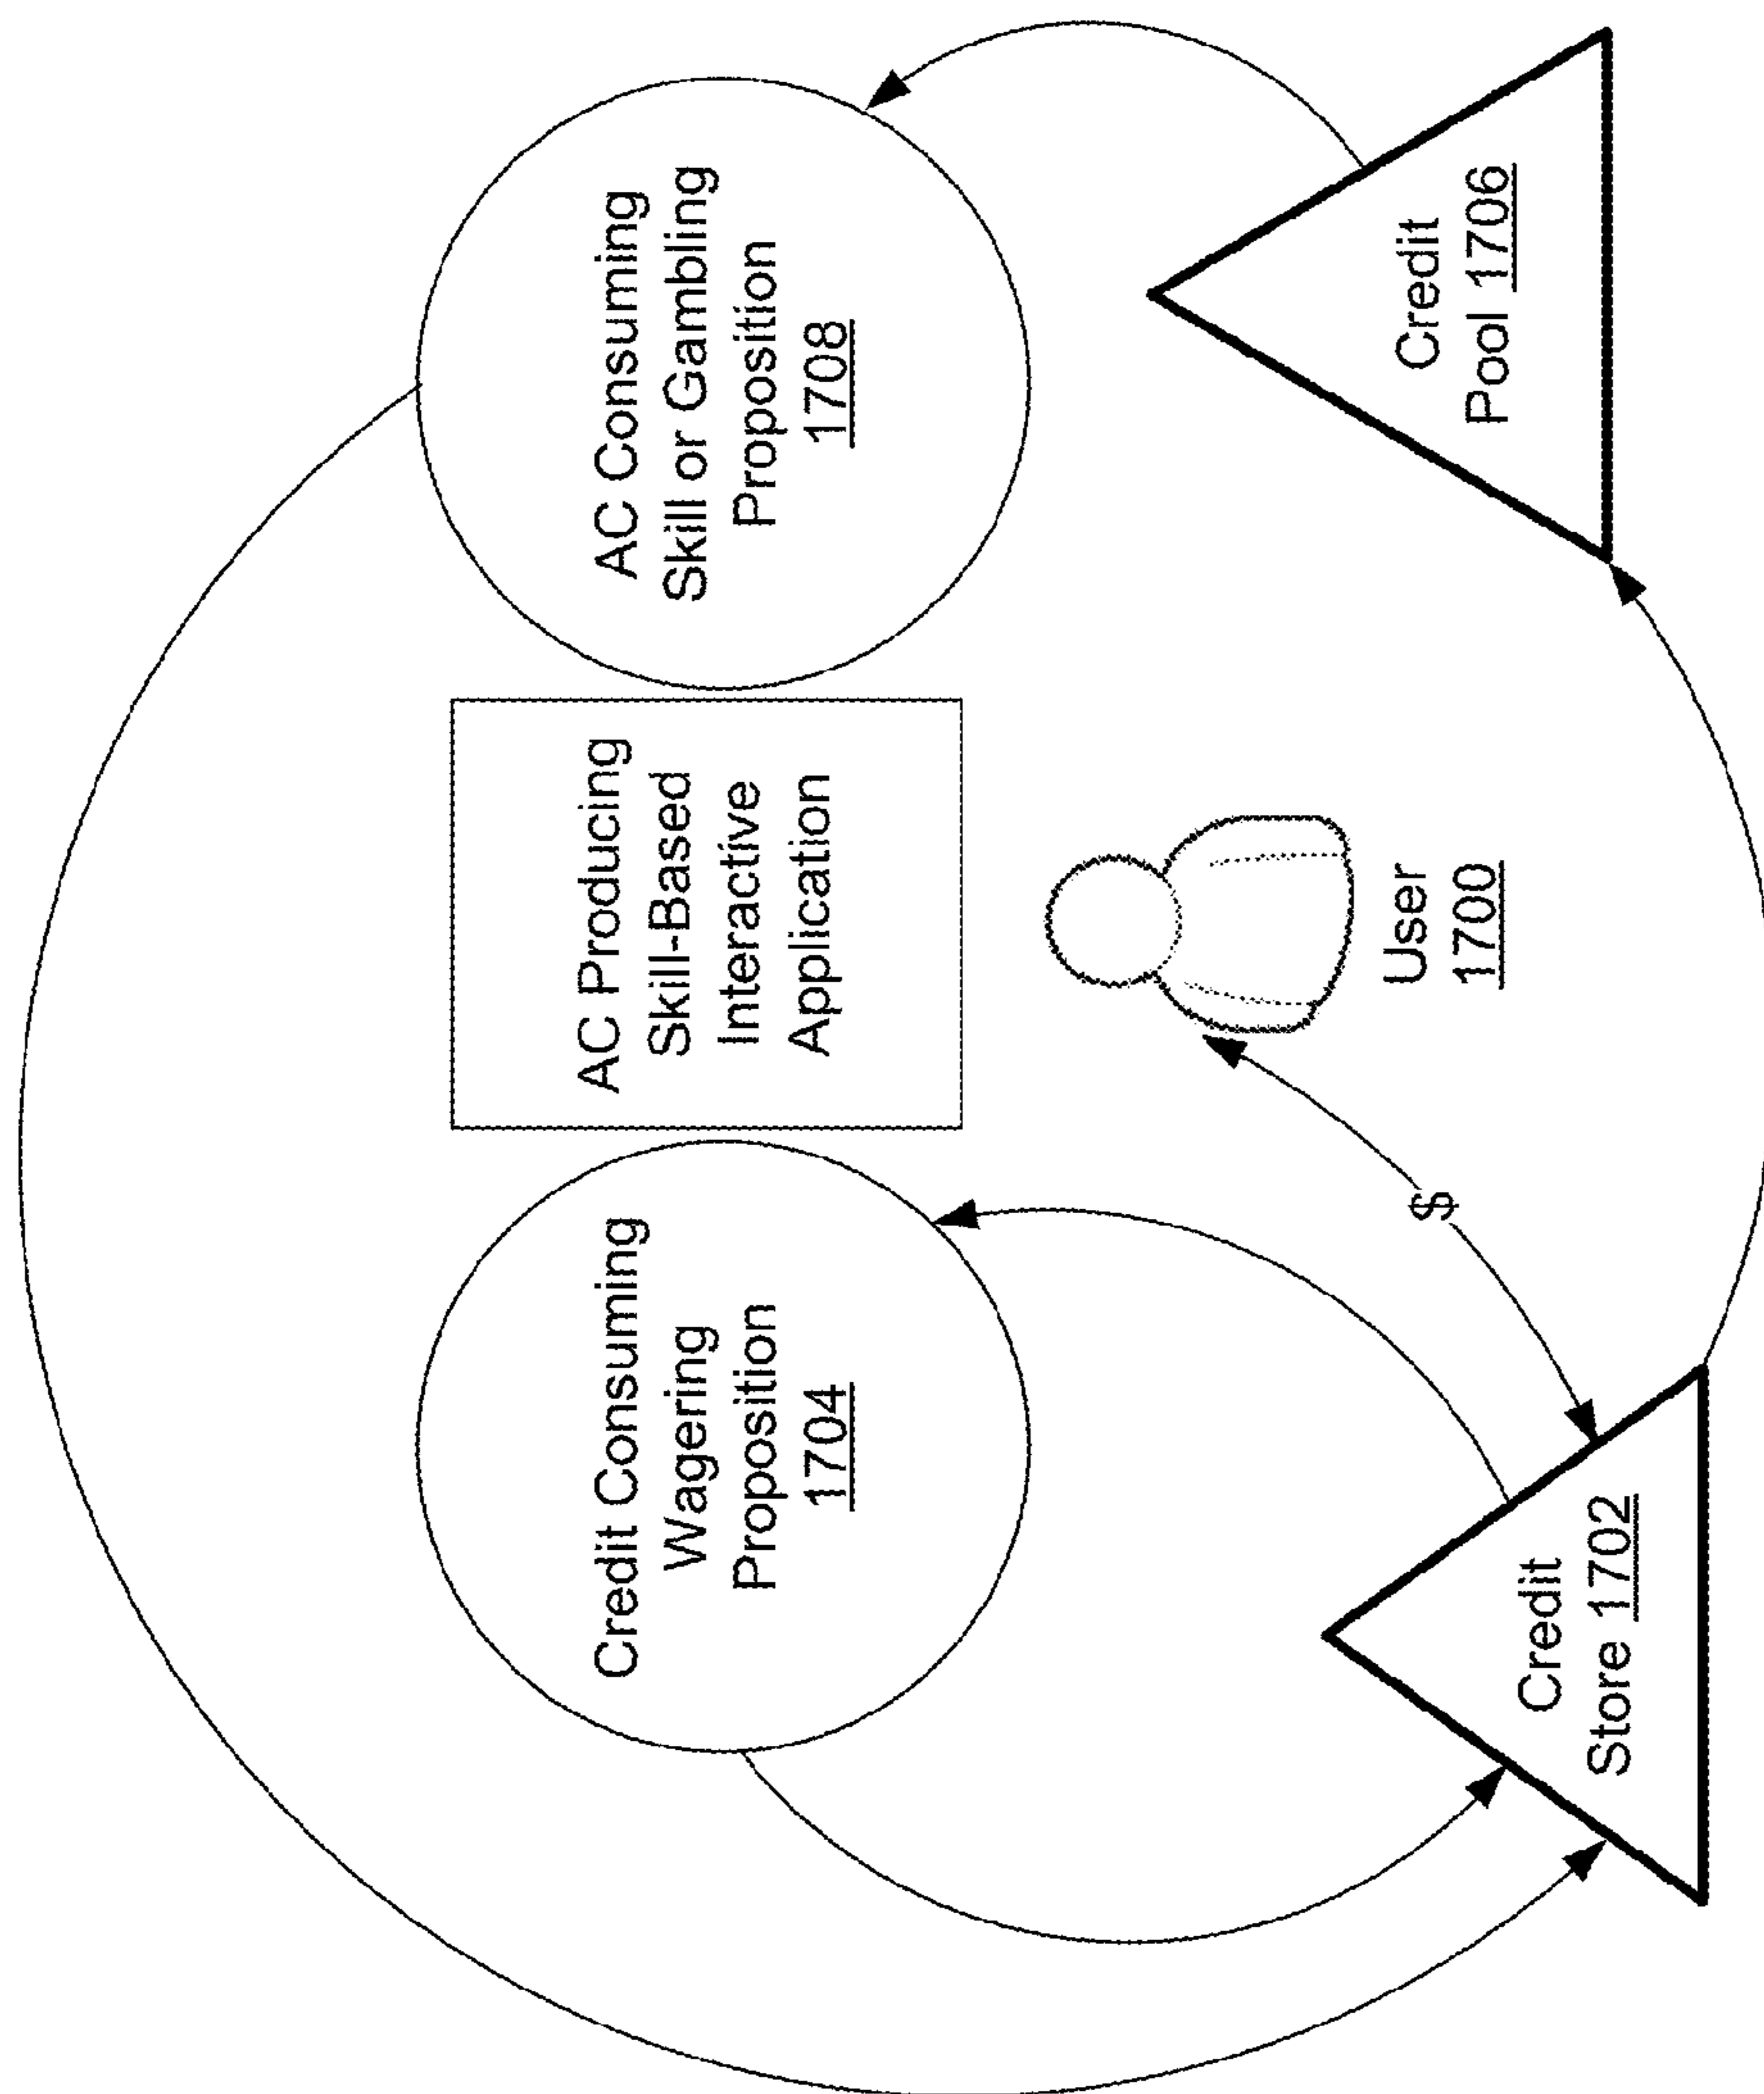 Credit Consuming
Wagering
Proposition
1704
AC Producing
Skill-Based
Interactive
Application
AC Consuming
Skill or Gambling
Proposition
1708
Credit
Store 1702
$
User
1700
Credit
Pool 1706